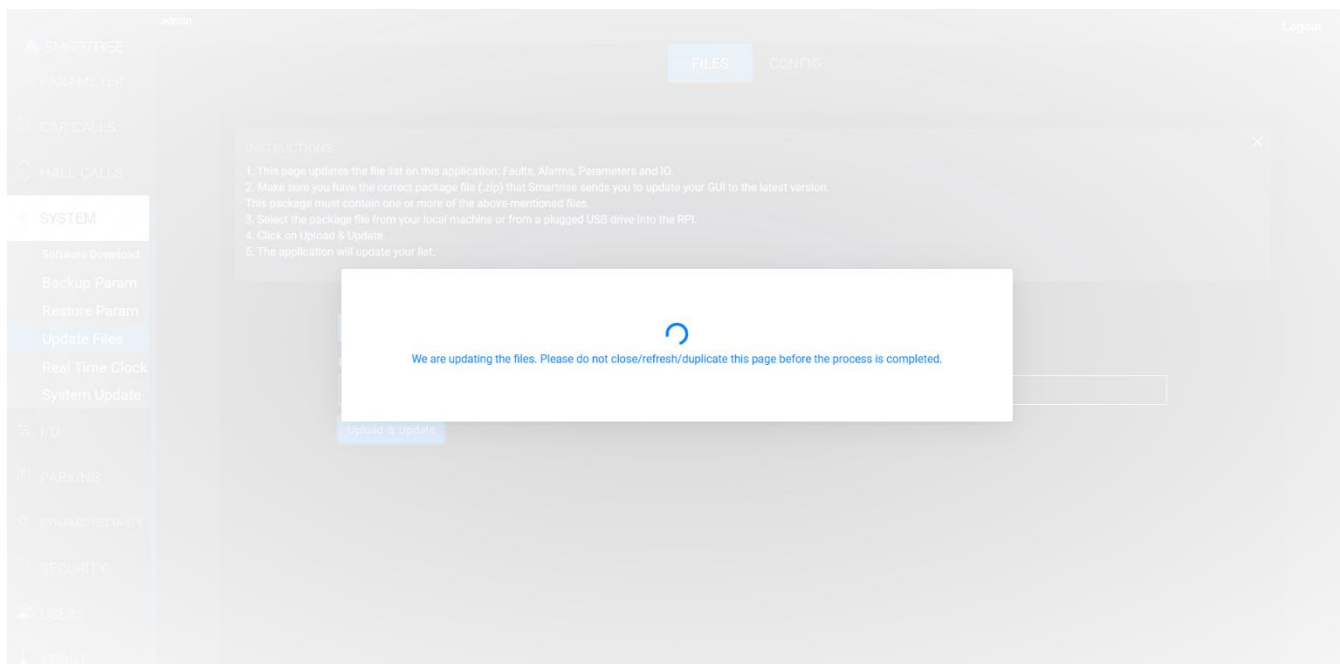 admin
Logout
SMARTRISE
FILES CONFIG
PARAMETER
CAR CALLS
HALL CALLS
SYSTEM
Software Download
Backup Param
Restore Param
Update Files
Real Time Clock
System Update
I/O
PARKING
DYNAMIC SECURITY
SECURITY
USERS
ABOUT
INSTRUCTIONS
1. This page updates the file list on this application: Faults, Alarms, Parameters and IO.
2. Make sure you have the correct package file (.zip) that Smartrise sends you to update your GUI to the latest version.
This package must contain one or more of the above-mentioned files.
3. Select the package file from your local machine or from a plugged USB drive into the RPI.
4. Click on Upload & Update.
5. The application will update your list.
We are updating the files. Please do not close/refresh/duplicate this page before the process is completed.
Upload & Update